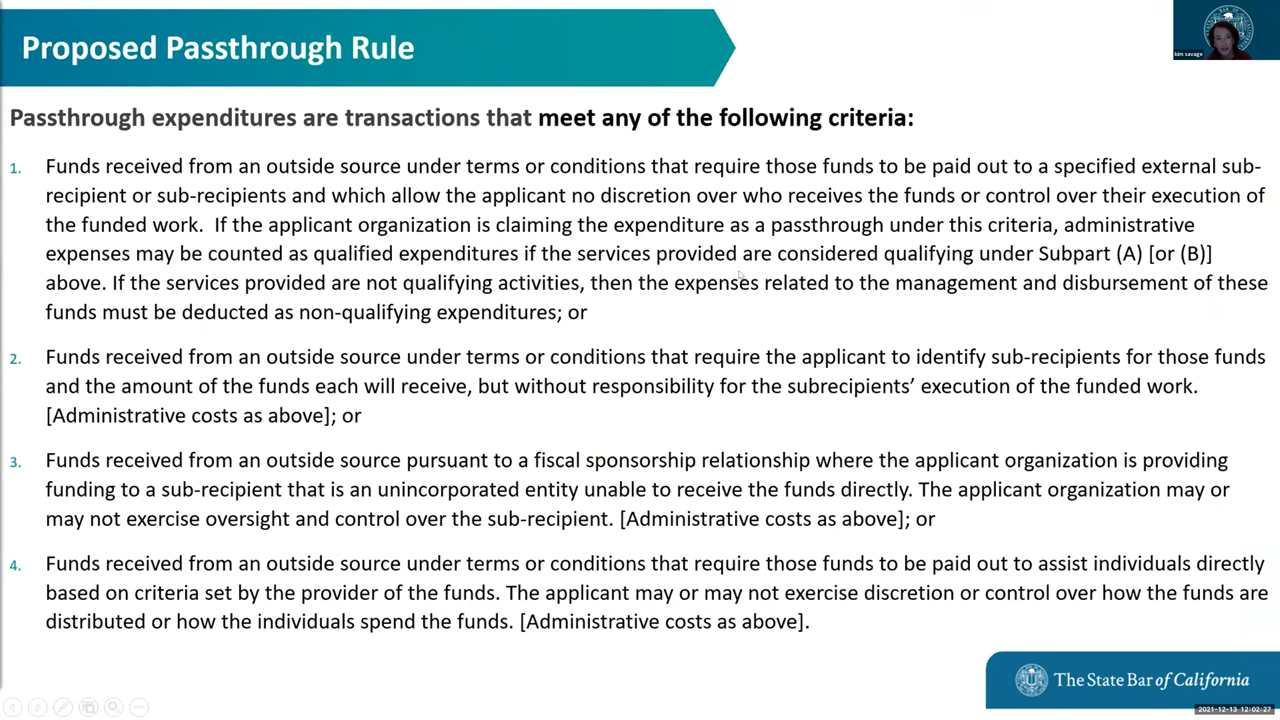 Proposed Passthrough Rule
kim savage
Passthrough expenditures are transactions that meet any of the following criteria:
1. Funds received from an outside source under terms or conditions that require those funds to be paid out to a specified external sub-
recipient or sub-recipients and which allow the applicant no discretion over who receives the funds or control over their execution of
the funded work.  If the applicant organization is claiming the expenditure as a passthrough under this criteria, administrative
expenses may be counted as qualified expenditures if the services provided are considered qualifying under Subpart (A) [or (B)]
above. If the services provided are not qualifying activities, then the expenses related to the management and disbursement of these
funds must be deducted as non-qualifying expenditures; or
2. Funds received from an outside source under terms or conditions that require the applicant to identify sub-recipients for those funds
and the amount of the funds each will receive, but without responsibility for the subrecipients’ execution of the funded work.
[Administrative costs as above]; or
3. Funds received from an outside source pursuant to a fiscal sponsorship relationship where the applicant organization is providing
funding to a sub-recipient that is an unincorporated entity unable to receive the funds directly. The applicant organization may or
may not exercise oversight and control over the sub-recipient. [Administrative costs as above]; or
4. Funds received from an outside source under terms or conditions that require those funds to be paid out to assist individuals directly
based on criteria set by the provider of the funds. The applicant may or may not exercise discretion or control over how the funds are
distributed or how the individuals spend the funds. [Administrative costs as above].
The State Bar of California
2021-12-13 12:02:27